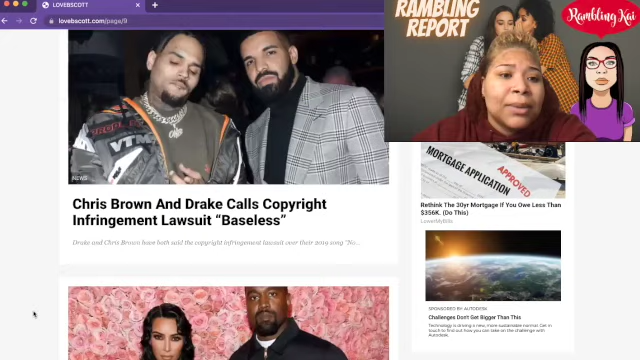 LOVEBSCOTT
lovebscott.com/page/9
RAMBLING
REPORT
Rambling Kai
VTM
NEWS
Chris Brown And Drake Calls Copyright
Infringement Lawsuit “Baseless”
Drake and Chris Brown have both said the copyright infringement lawsuit over their 2019 song “No...
MORTGAGE APPLICATION
APPROVED
Rethink The 30yr Mortgage If You Owe Less Than
$356K. (Do This)
LowerMyBills
SPONSORED BY AUTODESK
Challenges Don't Get Bigger Than This
Technology is driving a new, more sustainable normal. Get in
touch to find out how you can take on the challenge with
Autodesk.